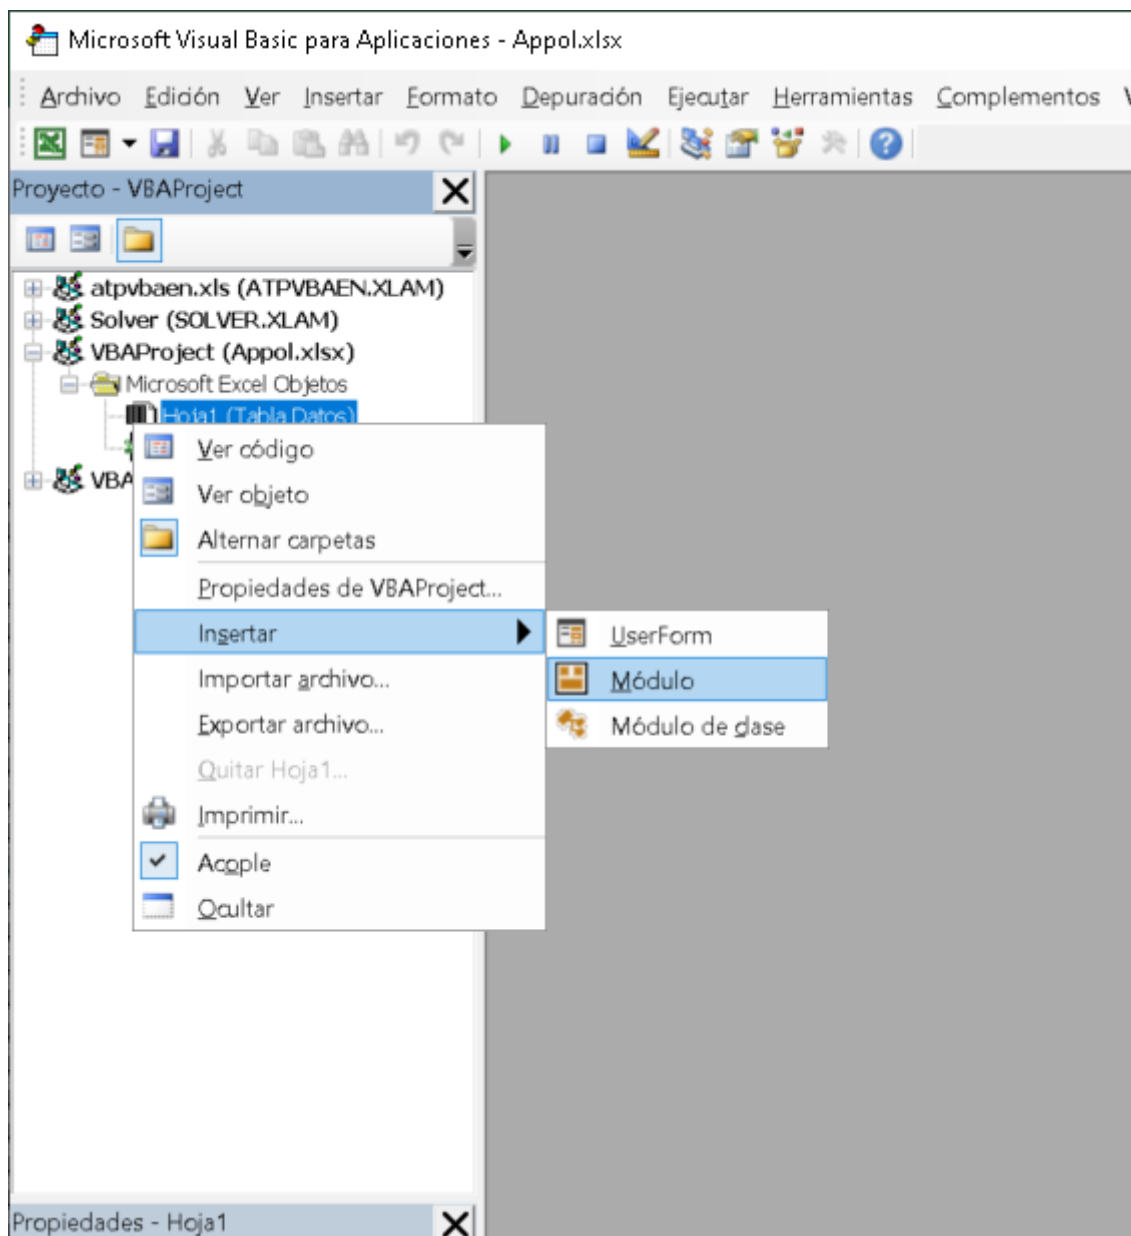 Microsoft Visual Basic para Aplicaciones - Appol.xlsx
Archivo Edición Ver Insertar Formato Depuración Ejecutar Herramientas Complementos
Proyecto - VBAProject
atpvbaen.xls (ATPVBAEN.XLAM)
Solver (SOLVER.XLAM)
VBAProject (Appol.xlsx)
Microsoft Excel Objetos
Hoja1 (Tabla Datos)
VBA
Ver código
Ver objeto
Alternar carpetas
Propiedades de VBAProject...
Insertar
UserForm
Importar archivo...
Módulo
Exportar archivo...
Módulo de clase
Quitar Hoja1...
Imprimir...
Acople
Ocultar
Propiedades - Hoja1